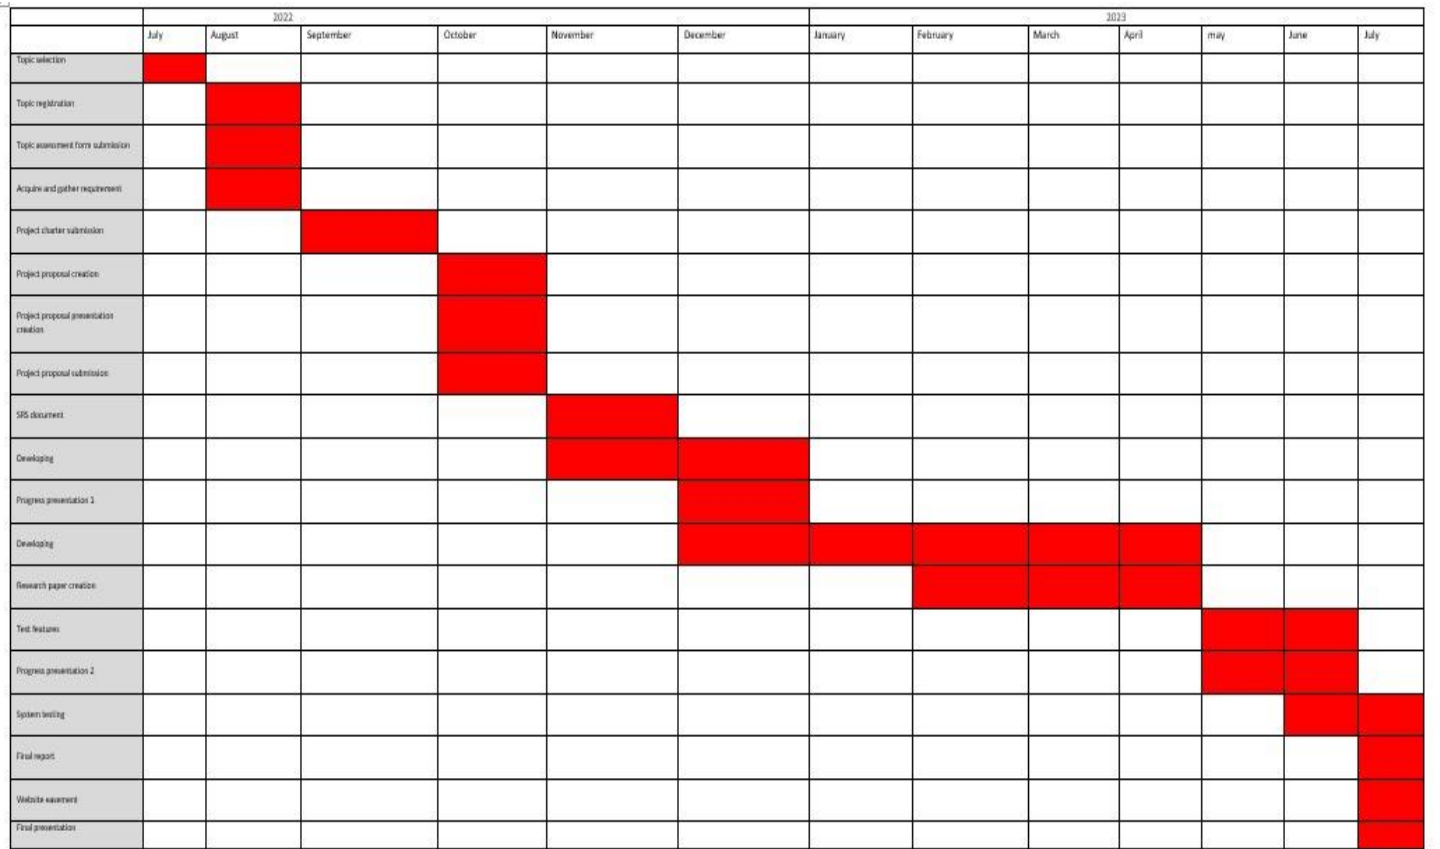 2022 2023
July August September October November December January February March April may June July
Topic selection
Topic registration
Topic assessment form submission
Acquire and gather requirement
Project charter submission
Project proposal creation
Project proposal presentation
creation
Project proposal submission
SRS document
Developing
Progress presentation 1
Developing
Research paper creation
Test features
Progress presentation 2
System testing
Final report
Website
Final presentation